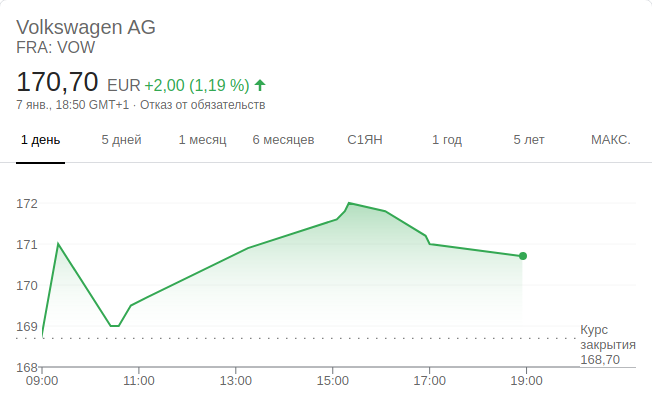 Volkswagen AG
FRA: VOW
170,70 EUR +2,00 (1,19 %)
7 янв., 18:50 GMT+1 · Отказ от обязательств
1 день 5 дней 1 месяц 6 месяцев С1ЯН 1 год 5 лет МАКС.
172
171
170
169
168
Курс
закрытия
168,70
09:00 11:00 13:00 15:00 17:00 19:00